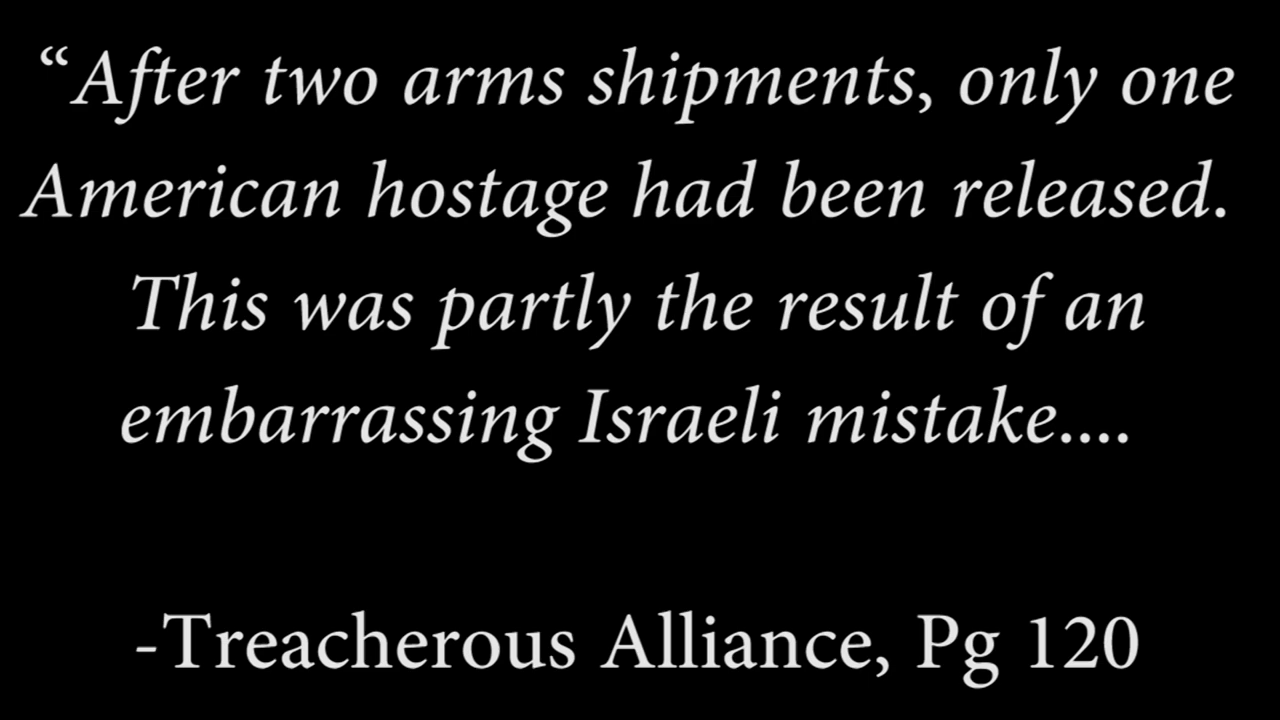 “After two arms shipments, only one
American hostage had been released.
This was partly the result of an
embarrassing Israeli mistake....
-Treacherous Alliance, Pg 120